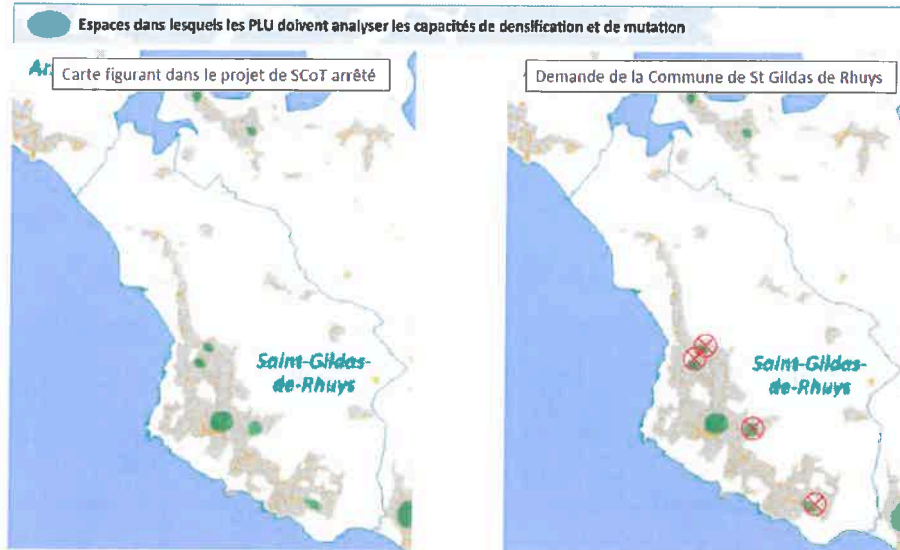 Espaces dans lesquels les PLU doivent analyser les capacités de densification et de mutation
Carte figurant dans le projet de SCoT arrêté
Demande de la Commune de St Gildas de Rhuys
Saint-Gildas-
de-Rhuys
Saint-Gildas-
de-Rhuys